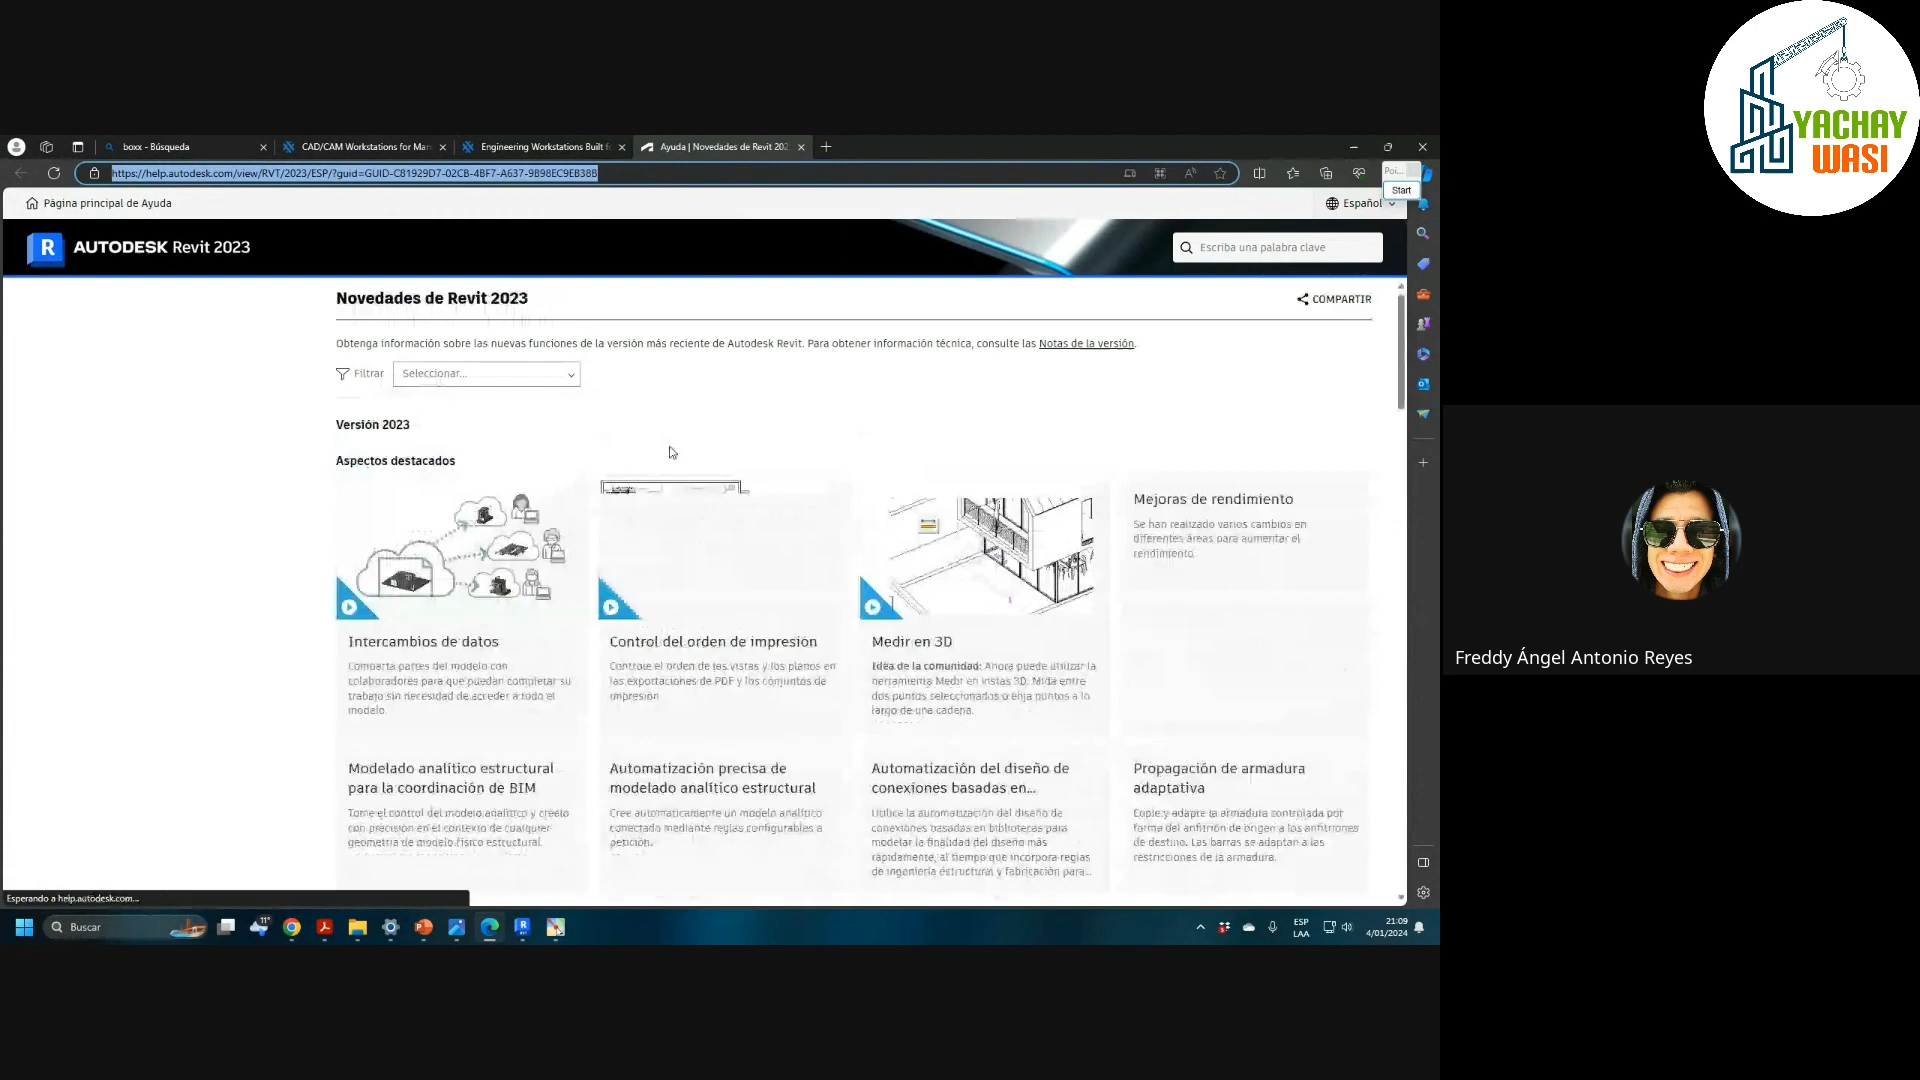 boxx - Búsqueda
CAD/CAM Workstations for Man
Engineering Workstations Built f
Ayuda | Novedades de Revit 202
https://help.autodesk.com/view/RVT/2023/ESP/?guid=GUID-C81929D7-02CB-4BF7-A637-9B98EC9EB38B
Poi...
Start
Página principal de Ayuda
Español
R
AUTODESK Revit 2023
Escriba una palabra clave
Novedades de Revit 2023
COMPARTIR
Obtenga información sobre las nuevas funciones de la versión más reciente de Autodesk Revit. Para obtener información técnica, consulte las Notas de la versión.
Filtrar
Seleccionar...
Versión 2023
Aspectos destacados
Intercambios de datos
Comparta partes del modelo con
colaboradores para que puedan completar su
trabajo sin necesidad de acceder a todo el
modelo.
Control del orden de impresión
Controle el orden de las vistas y los planos en
las exportaciones de PDF y los conjuntos de
impresión.
Medir en 3D
Idea de la comunidad: Ahora puede utilizar la
herramienta Medir en vistas 3D. Mida entre
dos puntos seleccionados o elija puntos a lo
largo de una cadena.
Mejoras de rendimiento
Se han realizado varios cambios en
diferentes áreas para aumentar el
rendimiento.
Modelado analítico estructural
para la coordinación de BIM
Tome el control del modelo analítico y créelo
con precisión en el contexto de cualquier
geometría de modelo físico estructural.
Automatización precisa de
modelado analítico estructural
Cree automáticamente un modelo analítico
conectado mediante reglas configurables a
petición.
Automatización del diseño de
conexiones basadas en...
Utilice la automatización del diseño de
conexiones basadas en bibliotecas para
modelar la finalidad del diseño más
rápidamente, al tiempo que incorpora reglas
de ingeniería estructural y fabricación para...
Propagación de armadura
adaptativa
Copie y adapte la armadura controlada por
forma del anfitrión de origen a los anfitriones
de destino. Las barras se adaptan a las
restricciones de la armadura.
Esperando a help.autodesk.com...
Buscar
11°
ESP
LAA
21:09
4/01/2024
YACHAY
WASI
Freddy Ángel Antonio Reyes